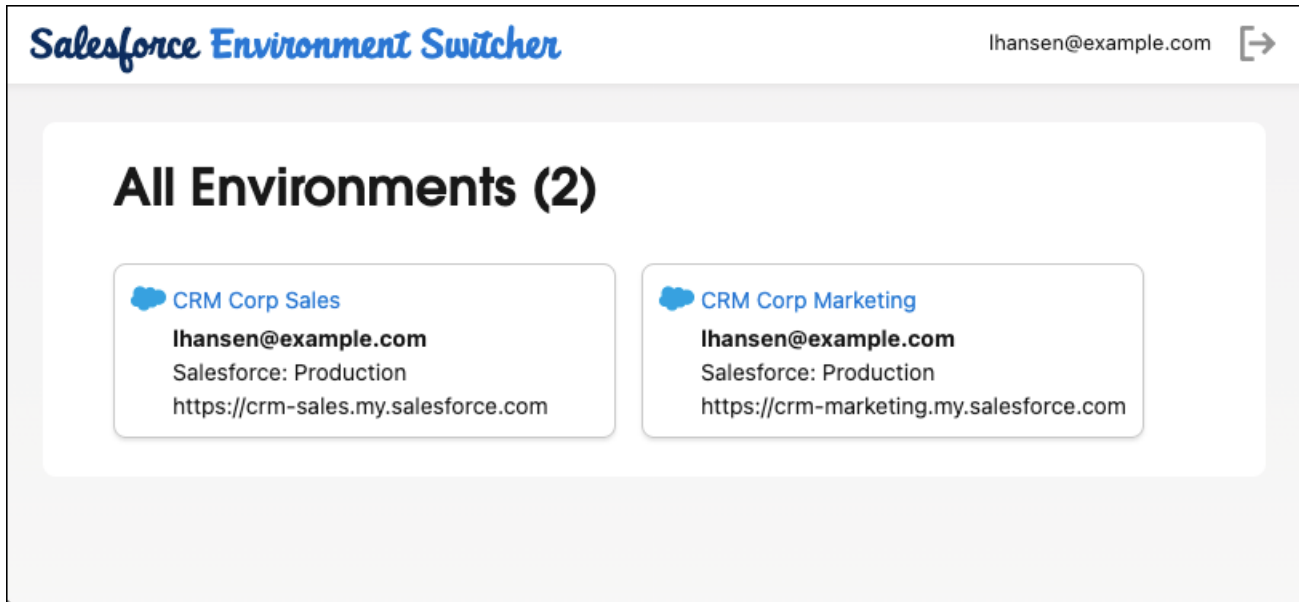 Salesforce Environment Switcher
lhansen@example.com
All Environments (2)
CRM Corp Sales
lhansen@example.com
Salesforce: Production
https://crm-sales.my.salesforce.com
CRM Corp Marketing
lhansen@example.com
Salesforce: Production
https://crm-marketing.my.salesforce.com